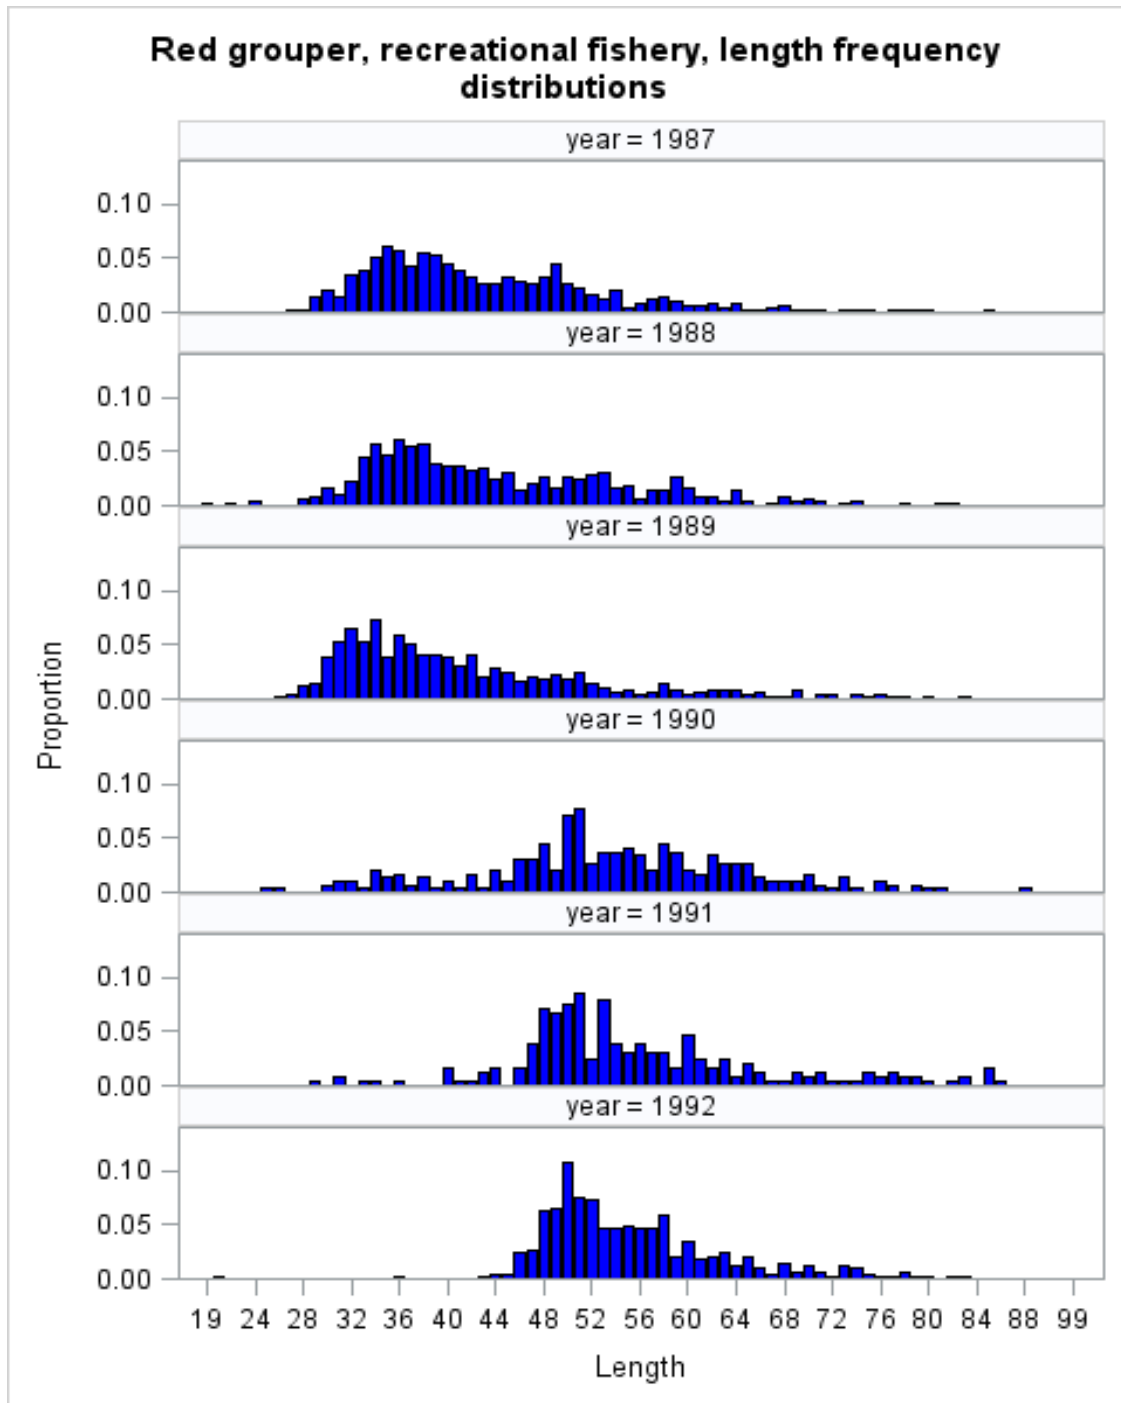 Red grouper, recreational fishery, length frequency
distributions
year = 1987
0.10
0.05
0.00
year = 1988
0.10
0.05
0.00
year = 1989
0.10
0.05
0.00
year = 1990
0.10
0.05
0.00
year = 1991
0.10
0.05
0.00
year = 1992
0.10
0.05
0.00
Proportion
19 24 28 32 36 40 44 48 52 56 60 64 68 72 76 80 84 88 99
Length